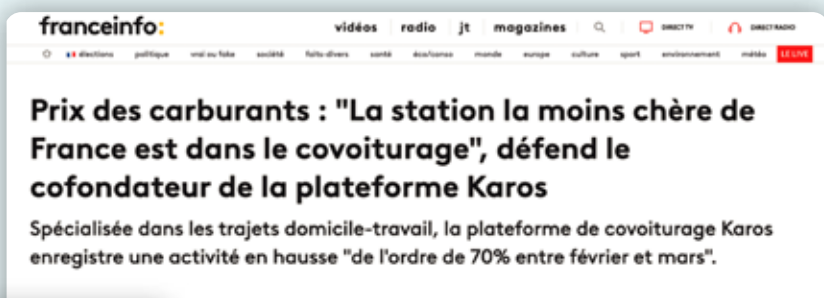 franceinfo:
vidéos radio jt magazines DIRECT TV DIRECT RADIO
élections politique vrai ou fake société faits-divers santé éco/conso monde europe culture sport environnement météo LE LIVE
Prix des carburants : "La station la moins chère de
France est dans le covoiturage", défend le
cofondateur de la plateforme Karos
Spécialisée dans les trajets domicile-travail, la plateforme de covoiturage Karos
enregistre une activité en hausse "de l'ordre de 70% entre février et mars".